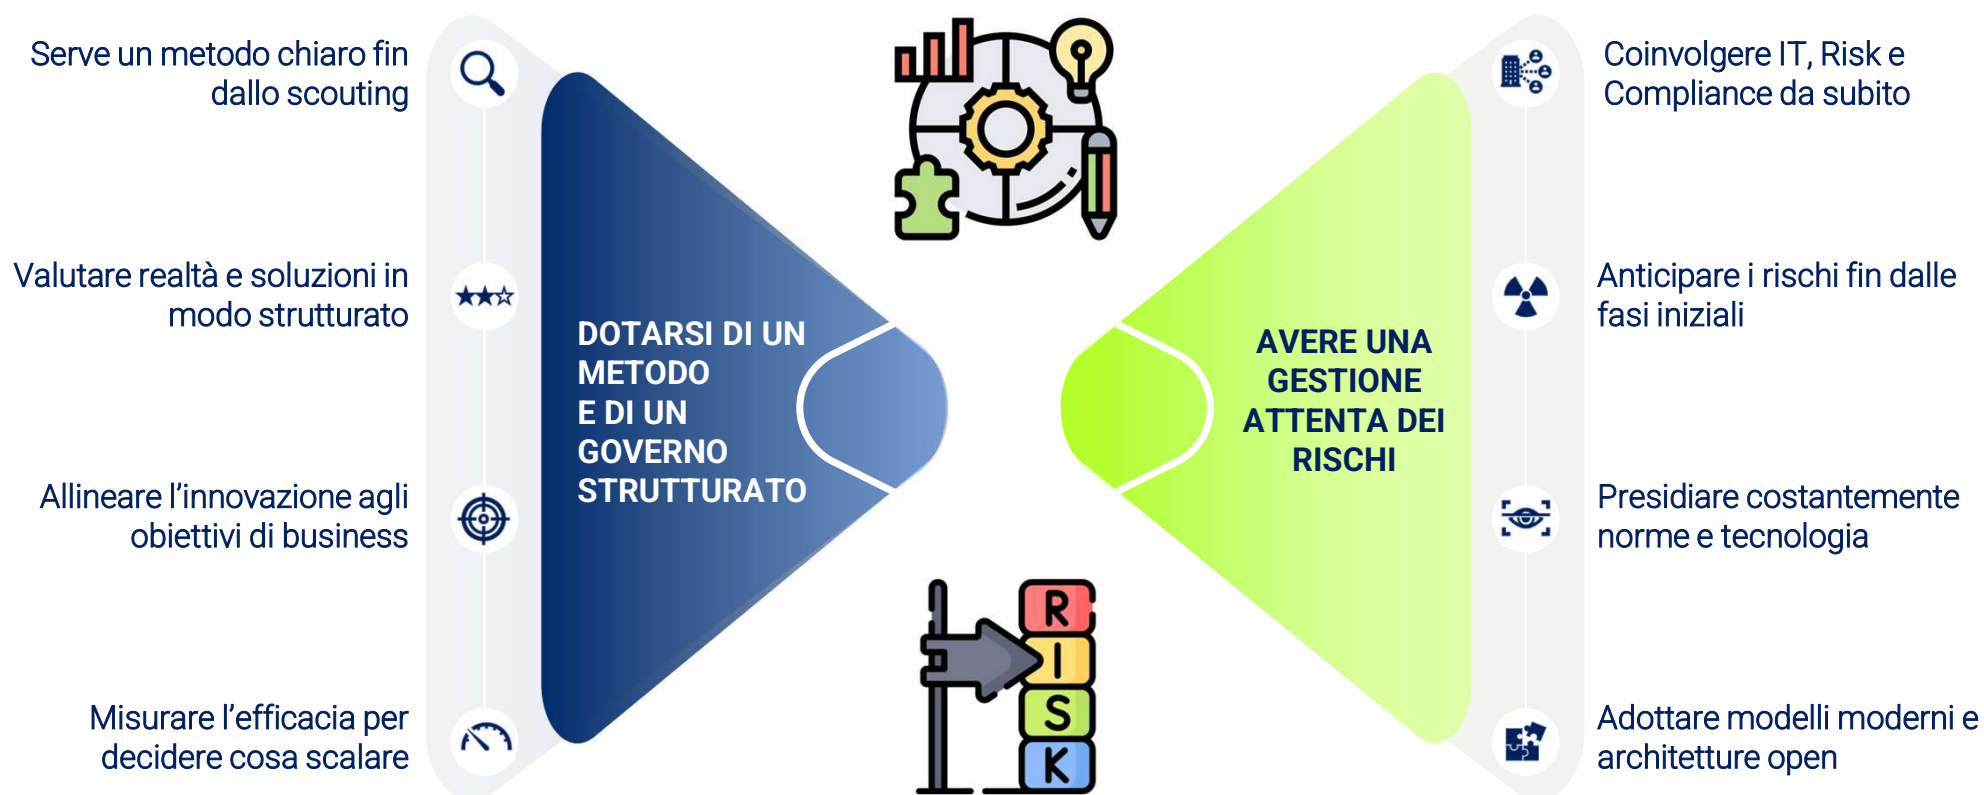 Serve un metodo chiaro fin
dallo scouting
Valutare realtà e soluzioni in
modo strutturato
Allineare l'innovazione agli
obiettivi di business
Misurare l'efficacia per
decidere cosa scalare
DOTARSI DI UN
METODO
E DI UN
GOVERNO
STRUTTURATO
R
I
S
K
AVERE UNA
GESTIONE
ATTENTA DEI
RISCHI
Coinvolgere IT, Risk e
Compliance da subito
Anticipare i rischi fin dalle
fasi iniziali
Presidiare costantemente
norme e tecnologia
Adottare modelli moderni e
architetture open